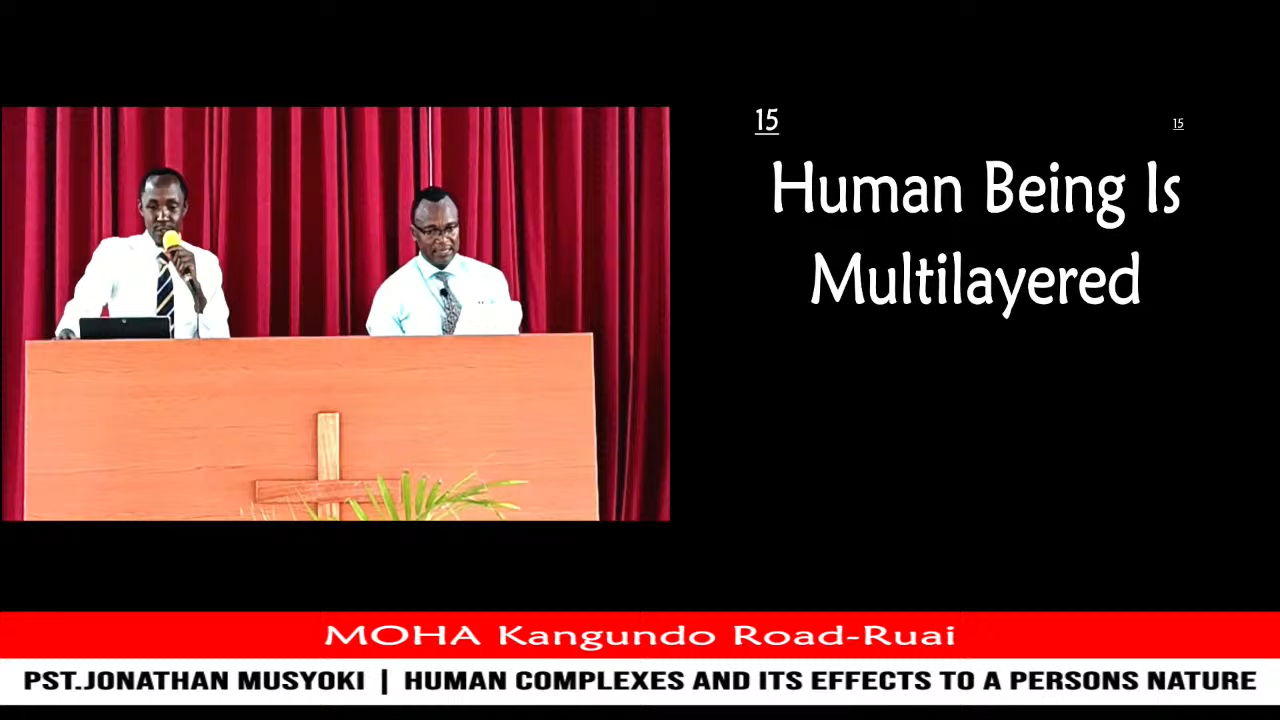 15
15
Human Being Is
Multilayered
MOHA Kangundo Road-Ruai
PST.JONATHAN MUSYOKI | HUMAN COMPLEXES AND ITS EFFECTS TO A PERSONS NATURE